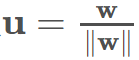 u = w / ‖w‖